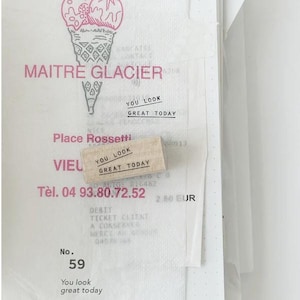 MAITRE GLACIER
YOU LOOK
GREAT TODAY
Place Rossetti
YOU LOOK
GREAT TODAY
VIEU
Tèl. 04 93.80.72.52
EUR
DEBIT
TICKET CLIENT
A CONSERVER
No.
59
You look
great today